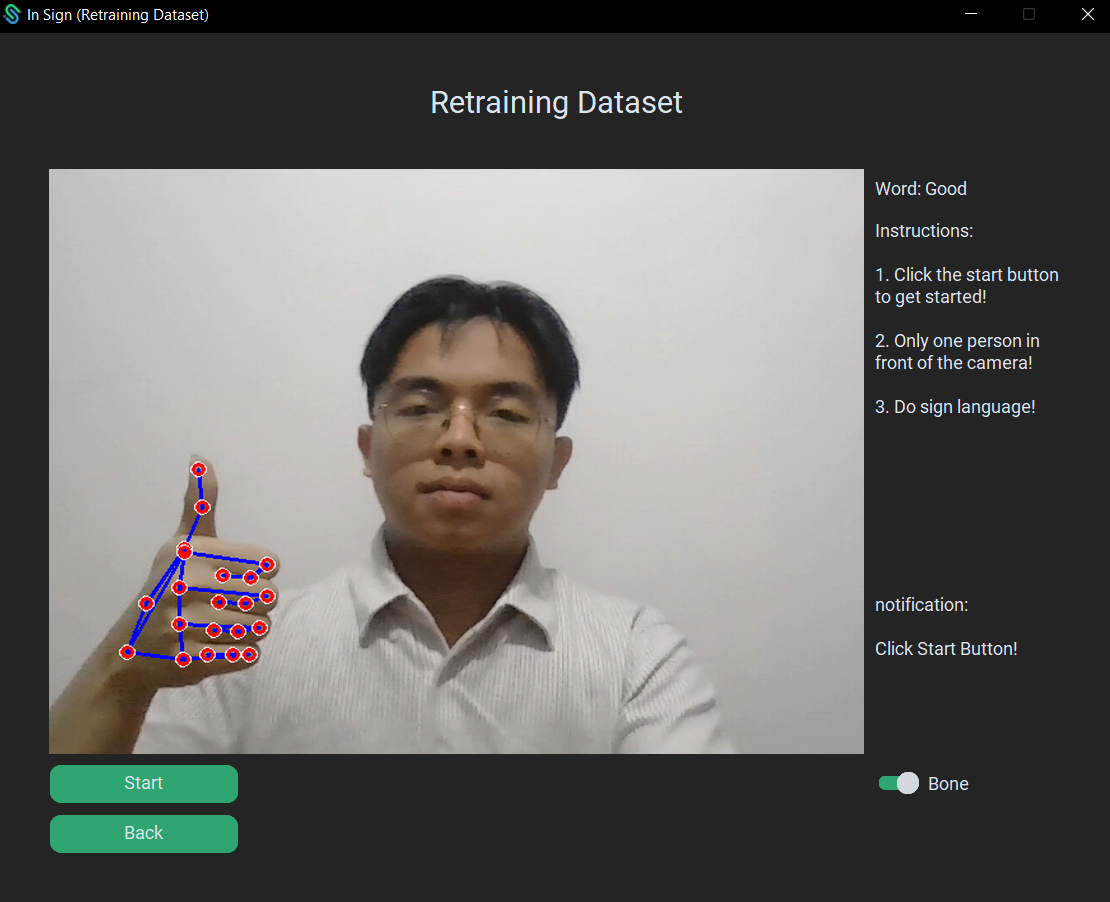 In Sign (Retraining Dataset)
Retraining Dataset
Word: Good
Instructions:
1. Click the start button
to get started!
2. Only one person in
front of the camera!
3. Do sign language!
notification:
Click Start Button!
Start
Bone
Back